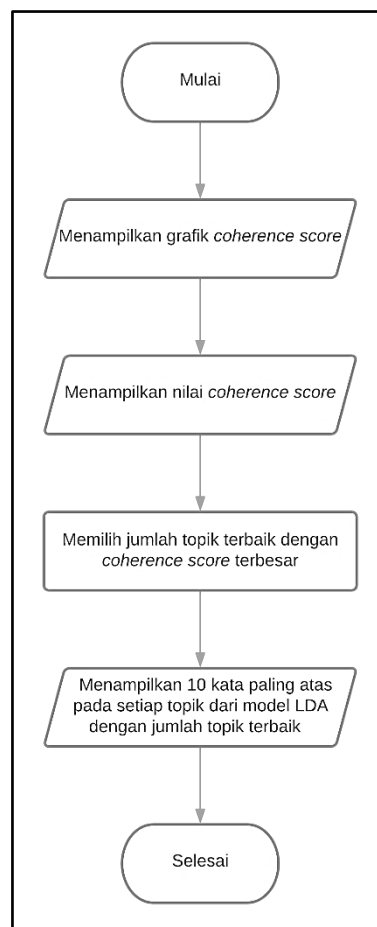 Mulai
Menampilkan grafik coherence score
Menampilkan nilai coherence score
Memilih jumlah topik terbaik dengan
coherence score terbesar
Menampilkan 10 kata paling atas
pada setiap topik dari model LDA
dengan jumlah topik terbaik
Selesai